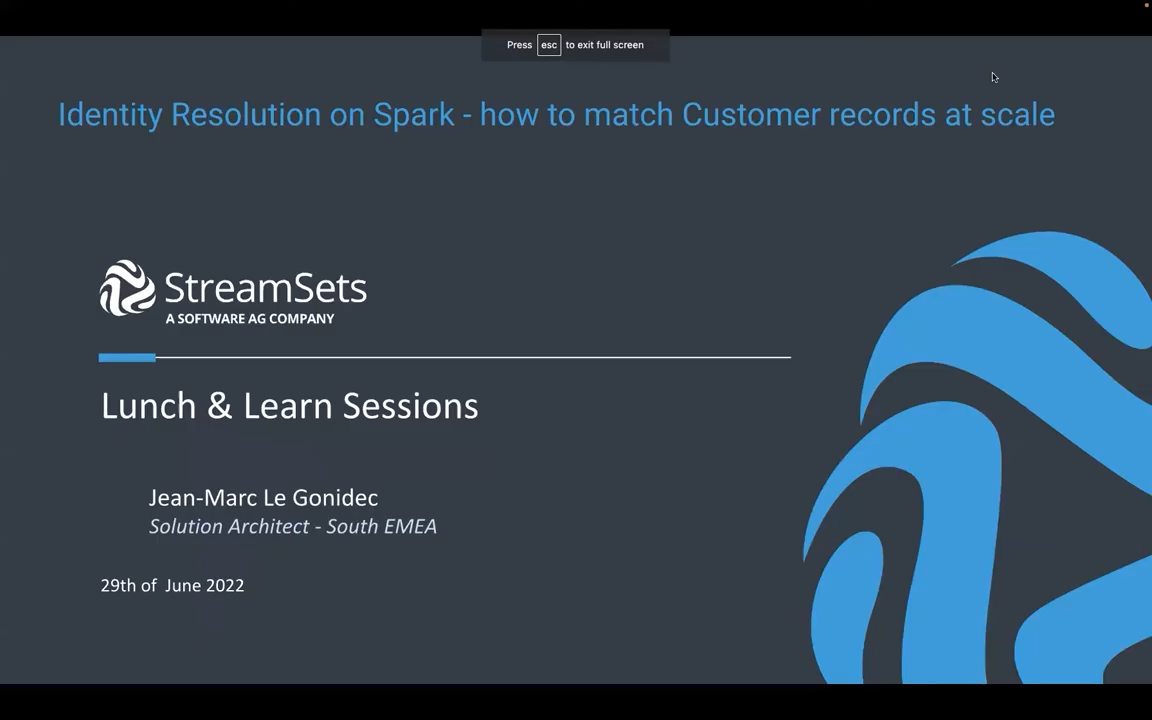 Press esc to exit full screen
Identity Resolution on Spark - how to match Customer records at scale
StreamSets
A SOFTWARE AG COMPANY
Lunch & Learn Sessions
Jean-Marc Le Gonidec
Solution Architect - South EMEA
29th of June 2022